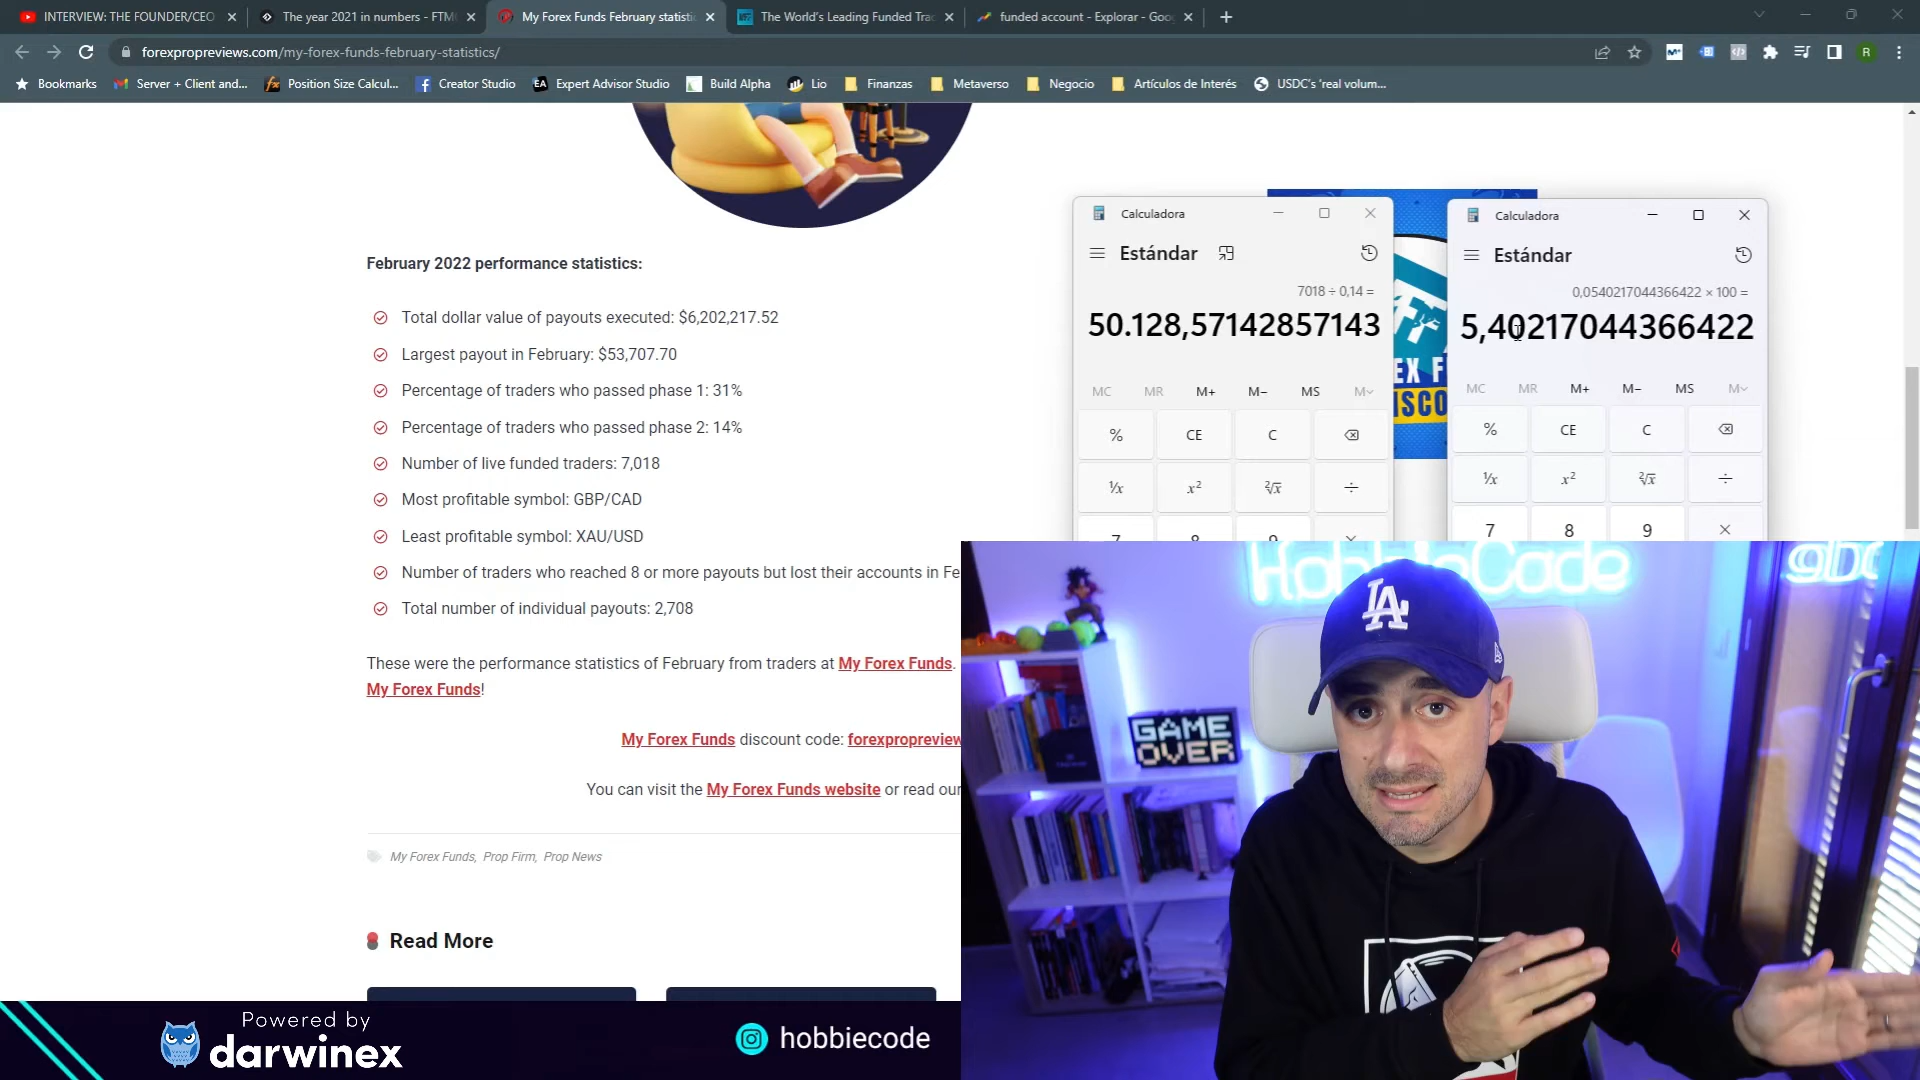 INTERVIEW: THE FOUNDER/CEO
The year 2021 in numbers - FTM
My Forex Funds February statisti
The World's Leading Funded Tra
funded account - Explorar - Goo
forexpropreviews.com/my-forex-funds-february-statistics/
R
Bookmarks
Server + Client and...
Position Size Calcul...
Creator Studio
EA Expert Advisor Studio
Build Alpha
Lio
Finanzas
Metaverso
Negocio
Artículos de Interés
USDC's 'real volum...
February 2022 performance statistics:
Total dollar value of payouts executed: $6,202,217.52
Largest payout in February: $53,707.70
Percentage of traders who passed phase 1: 31%
Percentage of traders who passed phase 2: 14%
Number of live funded traders: 7,018
Most profitable symbol: GBP/CAD
Least profitable symbol: XAU/USD
Number of traders who reached 8 or more payouts but lost their accounts in Fe
Total number of individual payouts: 2,708
These were the performance statistics of February from traders at My Forex Funds.
My Forex Funds!
My Forex Funds discount code: forexpropreview
You can visit the My Forex Funds website or read our
My Forex Funds, Prop Firm, Prop News
Read More
Calculadora
Estándar
7018 ÷ 0,14 =
50.128,57142857143
MC MR M+ M− MS M
% CE C
¹/x x² ²√x ÷
7 8 9 ×
Calculadora
Estándar
0,0540217044366422 × 100 =
5,40217044366422
MC MR M+ M− MS M
% CE C
¹/x x² ²√x ÷
7 8 9 ×
EX F
ISCO
HobbieCode
LA
GAME
OVER
Powered by
darwinex
hobbiecode